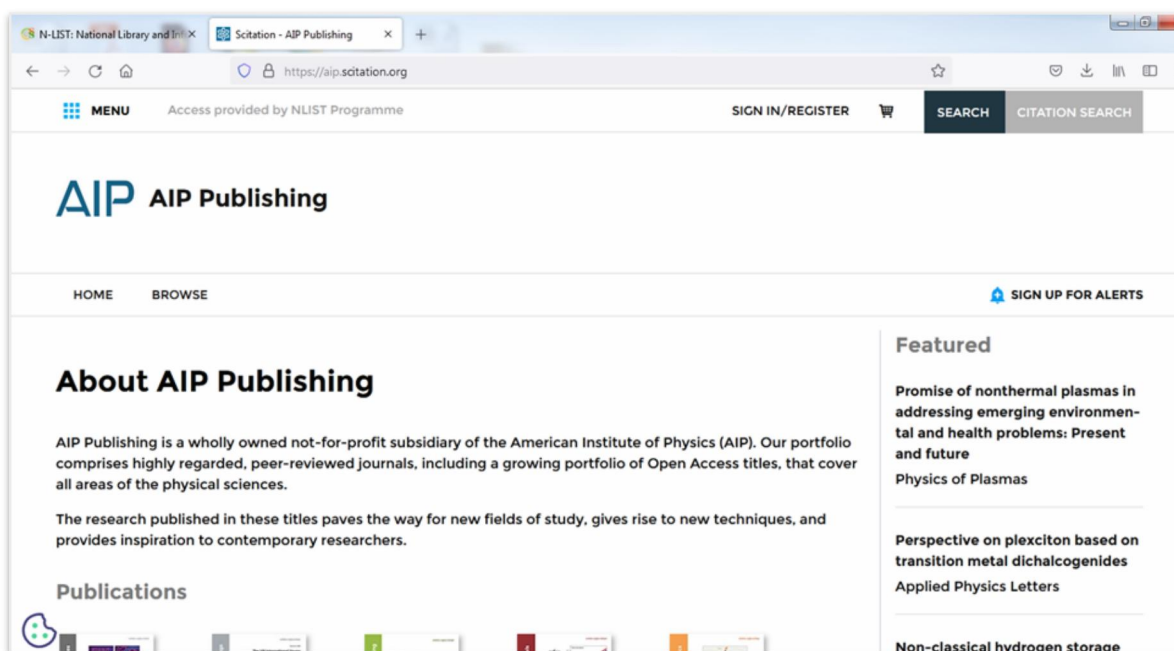 N-LIST: National Library and Inf
Scitation - AIP Publishing
https://aip.scitation.org
MENU
Access provided by NLIST Programme
SIGN IN/REGISTER
SEARCH
CITATION SEARCH
AIP AIP Publishing
HOME
BROWSE
SIGN UP FOR ALERTS
About AIP Publishing
AIP Publishing is a wholly owned not-for-profit subsidiary of the American Institute of Physics (AIP). Our portfolio
comprises highly regarded, peer-reviewed journals, including a growing portfolio of Open Access titles, that cover
all areas of the physical sciences.
The research published in these titles paves the way for new fields of study, gives rise to new techniques, and
provides inspiration to contemporary researchers.
Publications
Featured
Promise of nonthermal plasmas in
addressing emerging environmen-
tal and health problems: Present
and future
Physics of Plasmas
Perspective on plexciton based on
transition metal dichalcogenides
Applied Physics Letters
Non-classical hydrogen storage